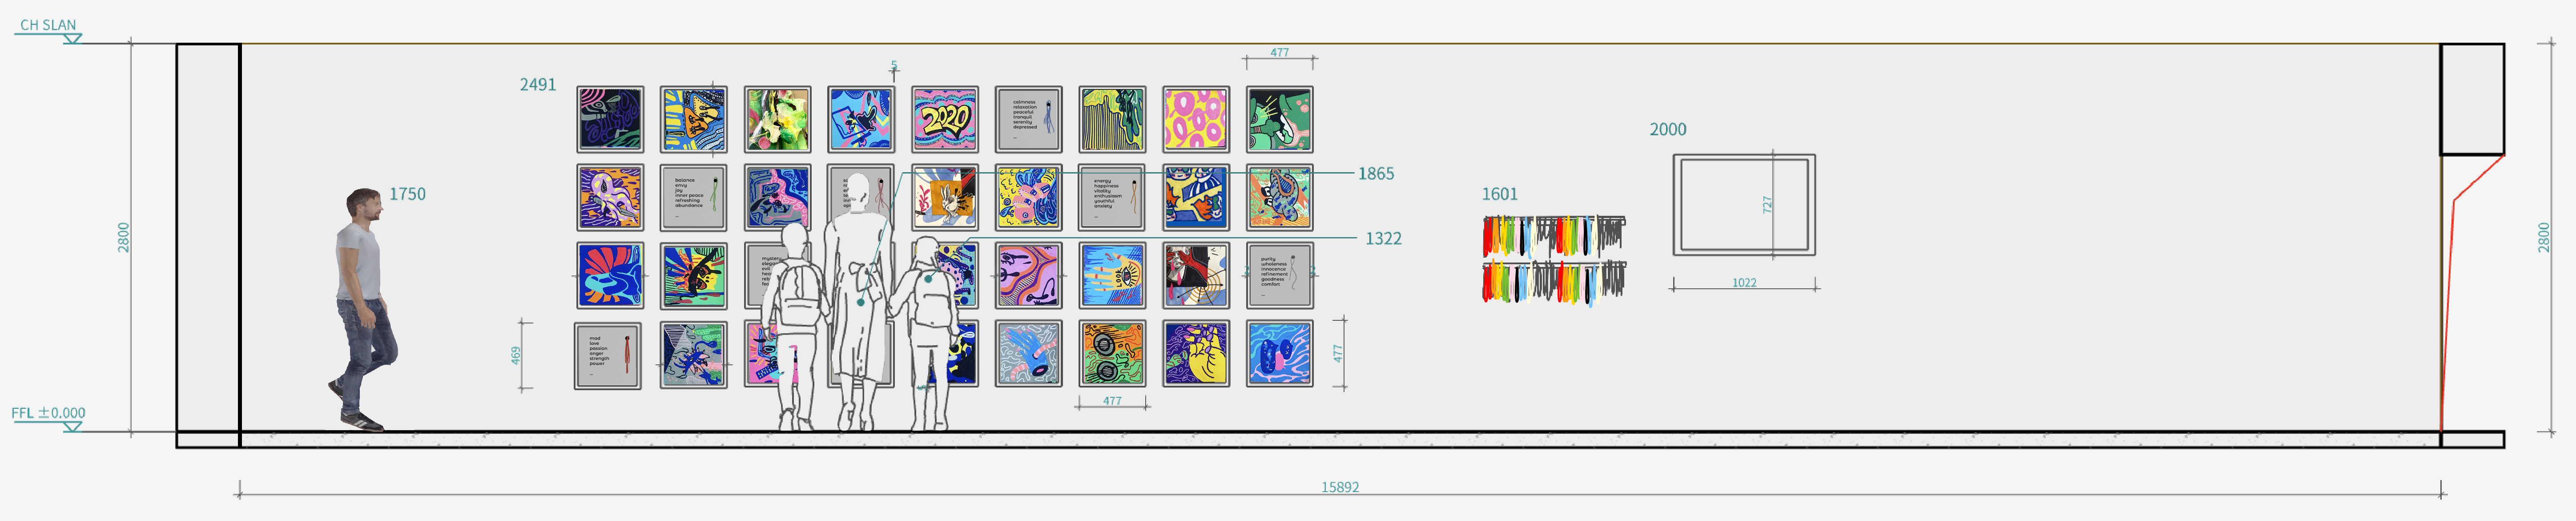 CH SLAN
477
5
2491
2020
calmness
relaxation
peaceful
tranquil
serenity
depressed
2000
1865
1750
balance
envy
joy
inner peace
refreshing
abundance
energy
happiness
vitality
enthusiasm
youthful
anxiety
1601
727
2800
2800
1322
purity
wholeness
innocence
refinement
goodness
comfort
1022
mad
love
passion
anger
strength
power
469
477
477
FFL ±0.000
15892